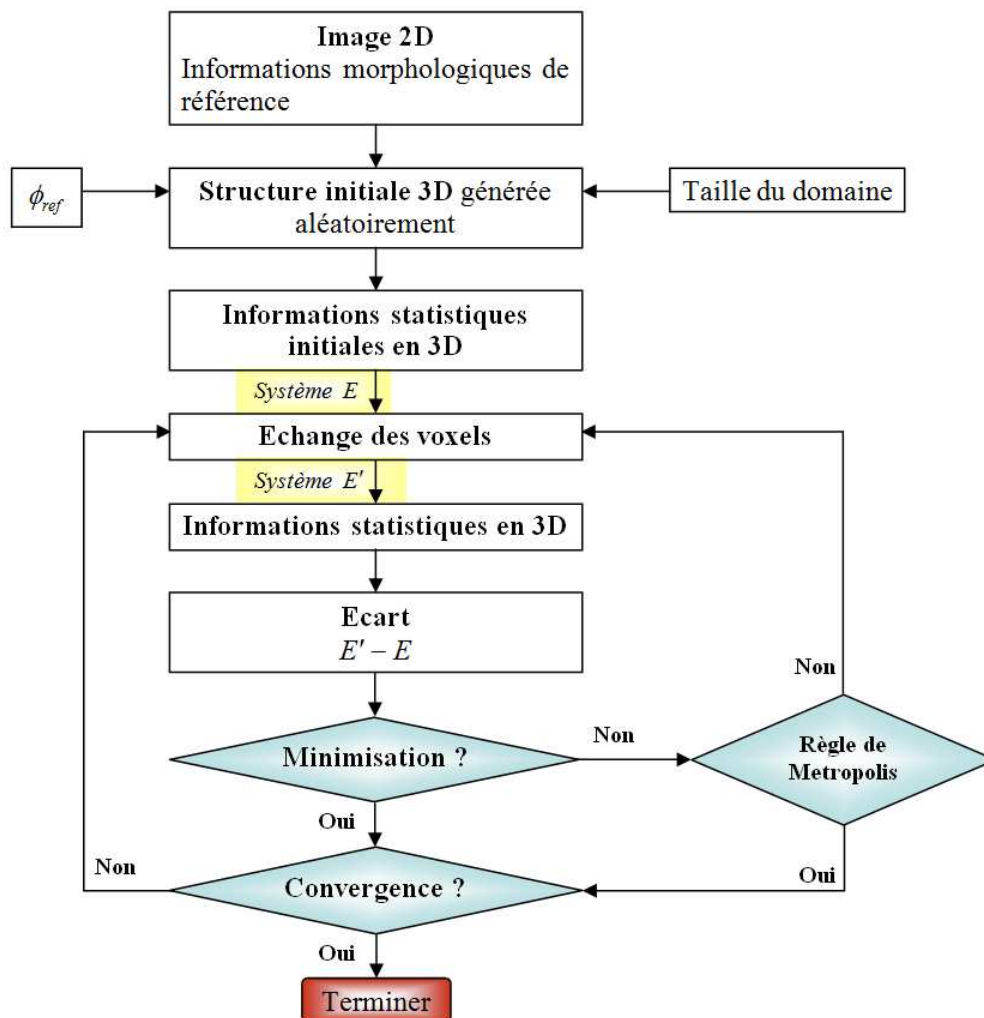 Image 2D
Informations morphologiques de
référence
ϕref
Structure initiale 3D générée
aléatoirement
Taille du domaine
Informations statistiques
initiales en 3D
Système E
Echange des voxels
Système E'
Informations statistiques en 3D
Ecart
E' – E
Non
Minimisation ?
Non
Règle de
Metropolis
Oui
Non
Convergence ?
Oui
Oui
Terminer